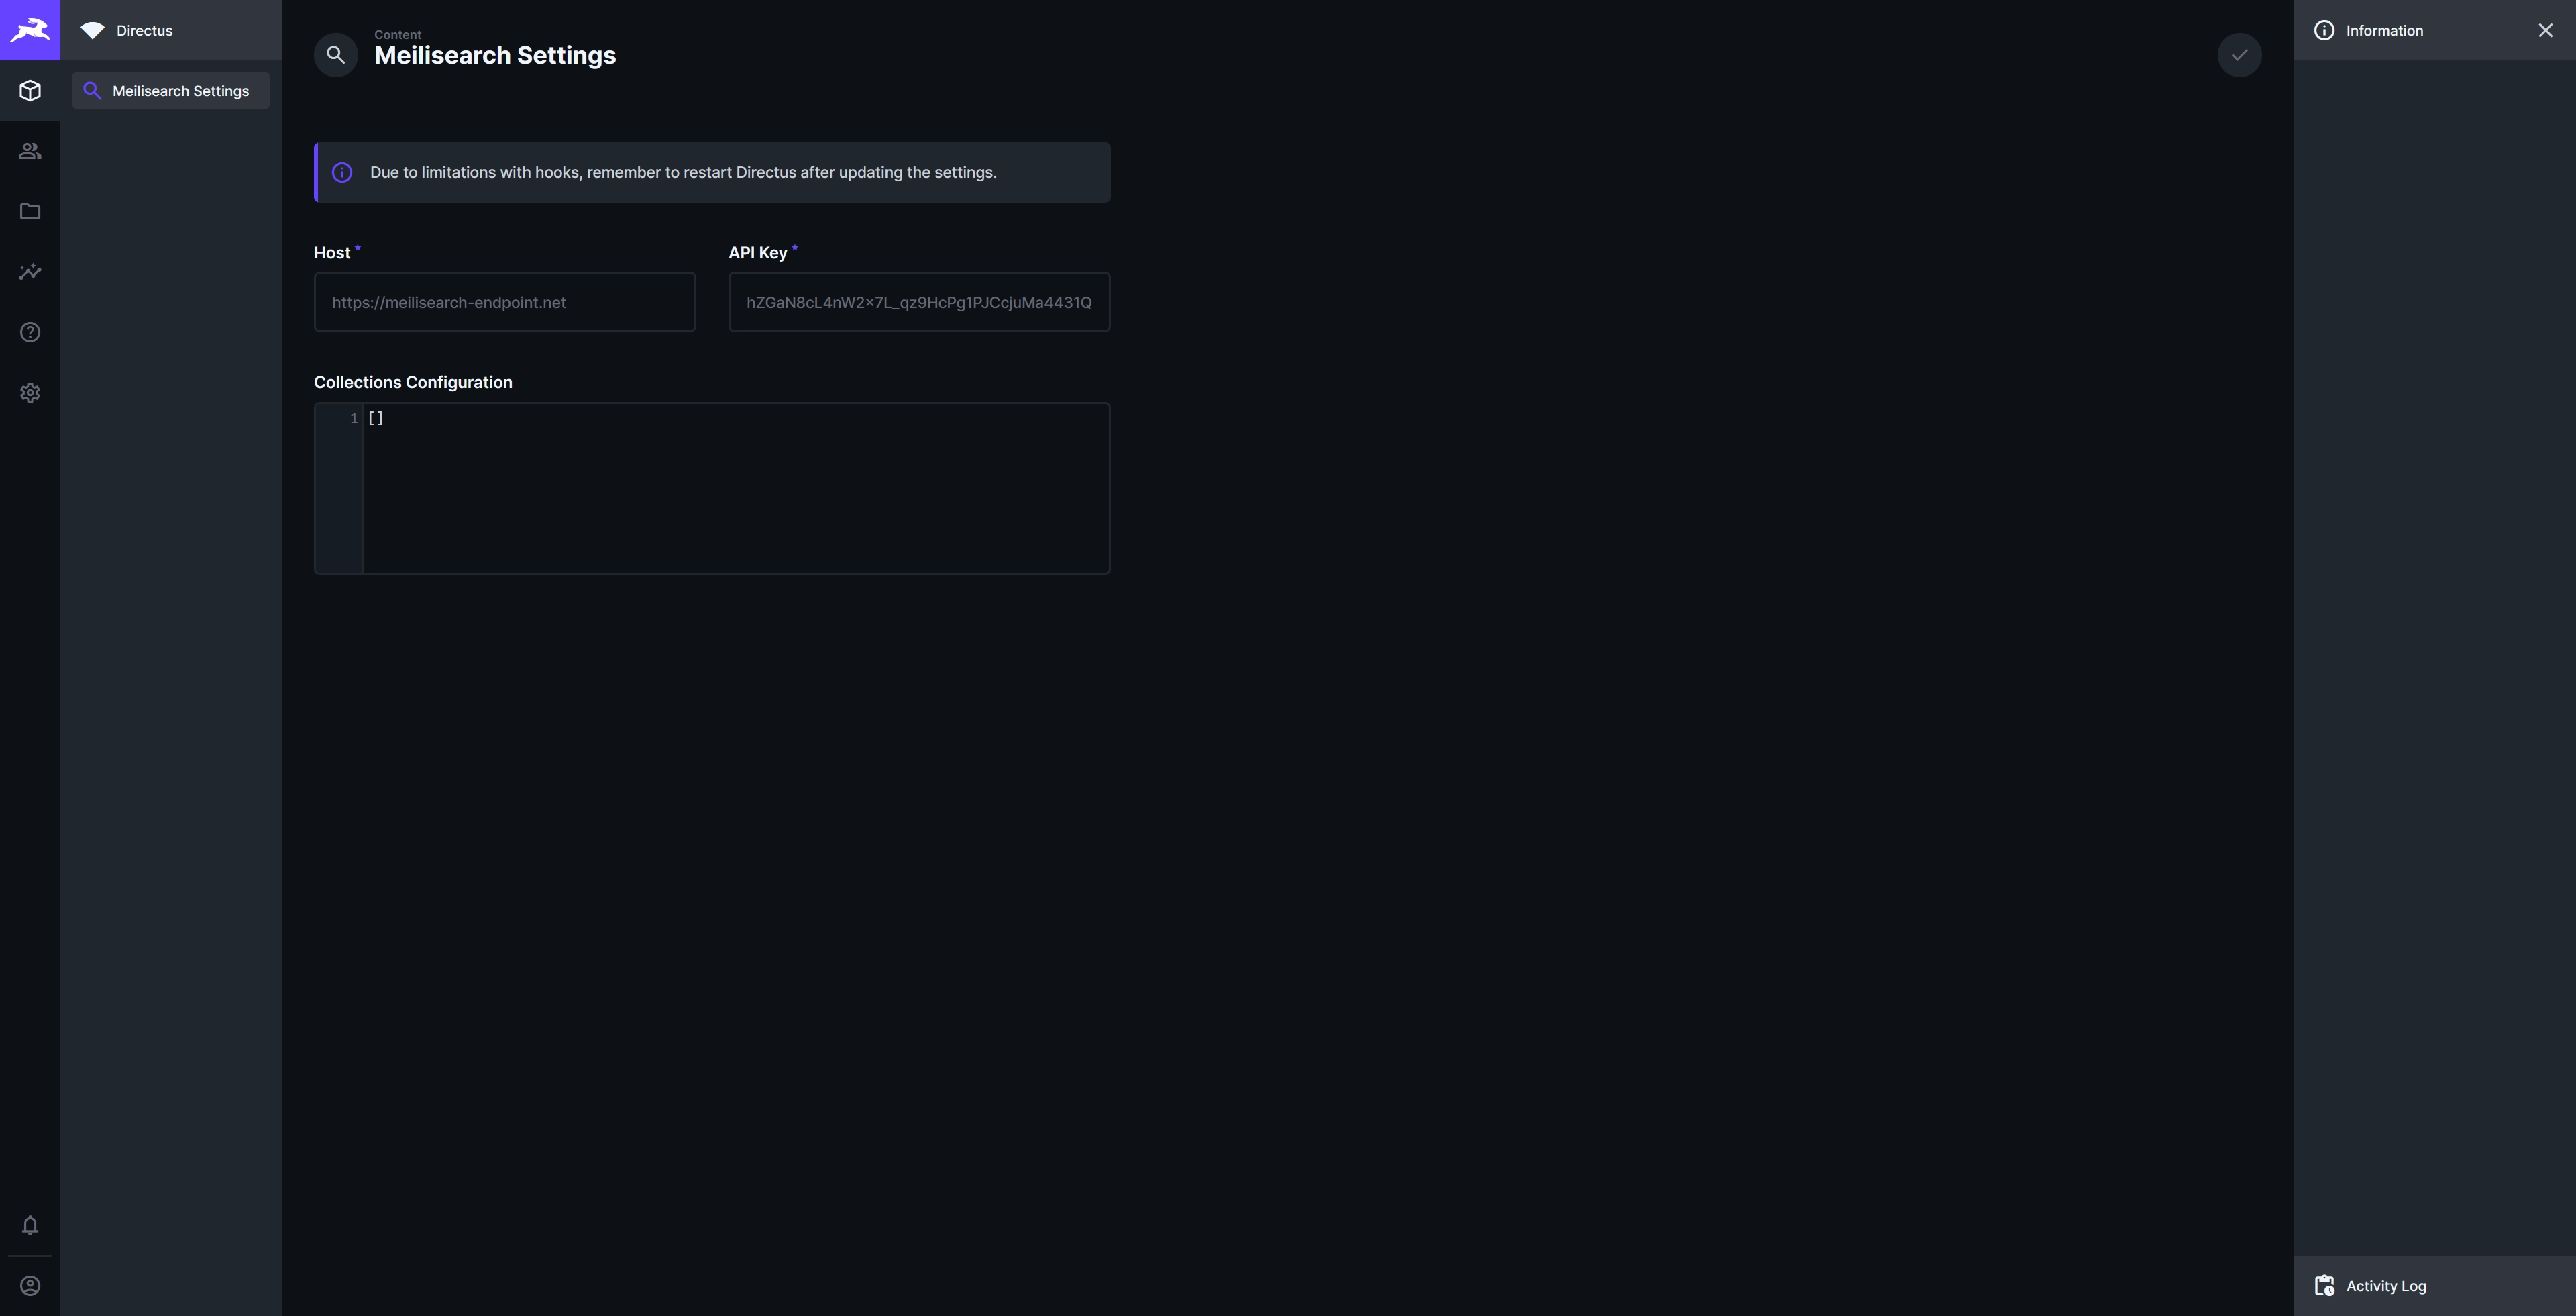 Directus
Meilisearch Settings
Content
Meilisearch Settings
Due to limitations with hooks, remember to restart Directus after updating the settings.
Host *
https://meilisearch-endpoint.net
API Key *
hZGaN8cL4nW2x7L_qz9HcPg1PJCcjuMa4431Q
Collections Configuration
1 []
Information
Activity Log